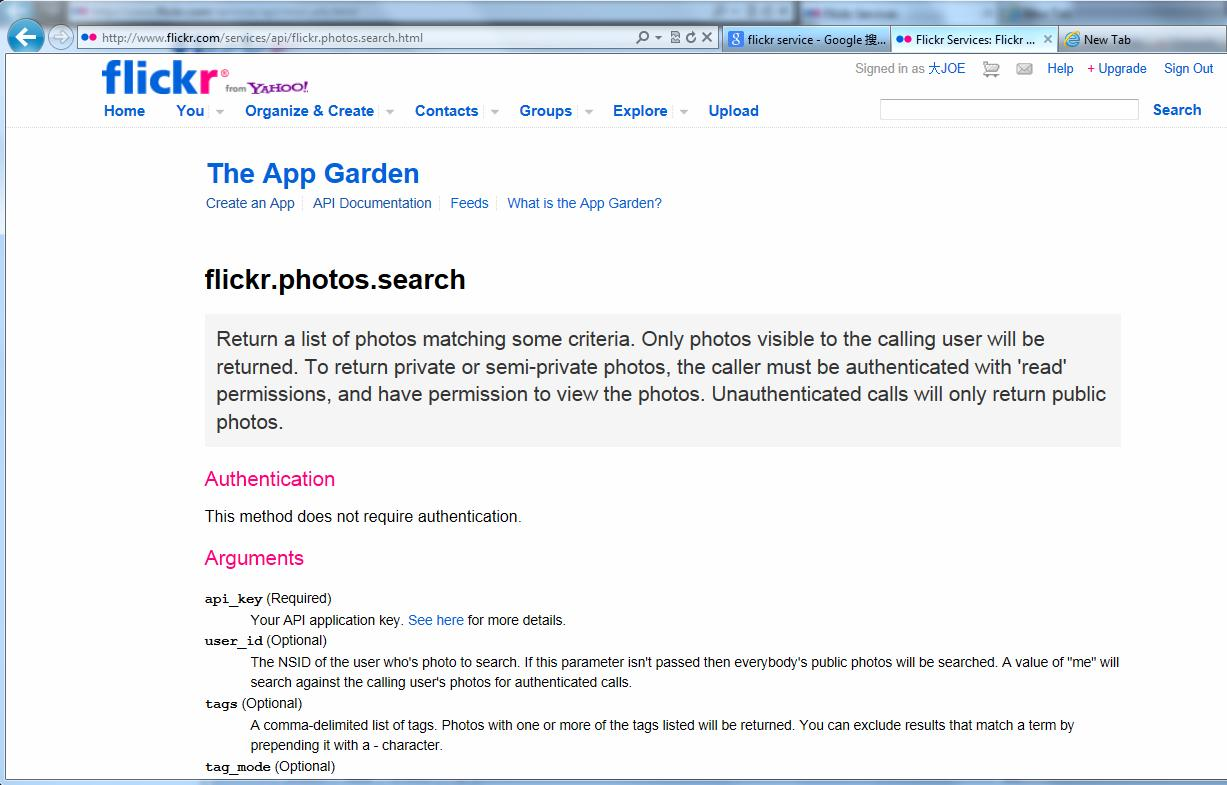 http://www.flickr.com/services/api/flickr.photos.search.html
flickr service - Google 搜...
Flickr Services: Flickr ...
New Tab
flickr® from YAHOO!
Signed in as 大JOE Help + Upgrade Sign Out
Home You Organize & Create Contacts Groups Explore Upload Search
The App Garden
Create an App API Documentation Feeds What is the App Garden?
flickr.photos.search
Return a list of photos matching some criteria. Only photos visible to the calling user will be
returned. To return private or semi-private photos, the caller must be authenticated with 'read'
permissions, and have permission to view the photos. Unauthenticated calls will only return public
photos.
Authentication
This method does not require authentication.
Arguments
api_key (Required)
Your API application key. See here for more details.
user_id (Optional)
The NSID of the user who's photo to search. If this parameter isn't passed then everybody's public photos will be searched. A value of "me" will
search against the calling user's photos for authenticated calls.
tags (Optional)
A comma-delimited list of tags. Photos with one or more of the tags listed will be returned. You can exclude results that match a term by
prepending it with a - character.
tag_mode (Optional)